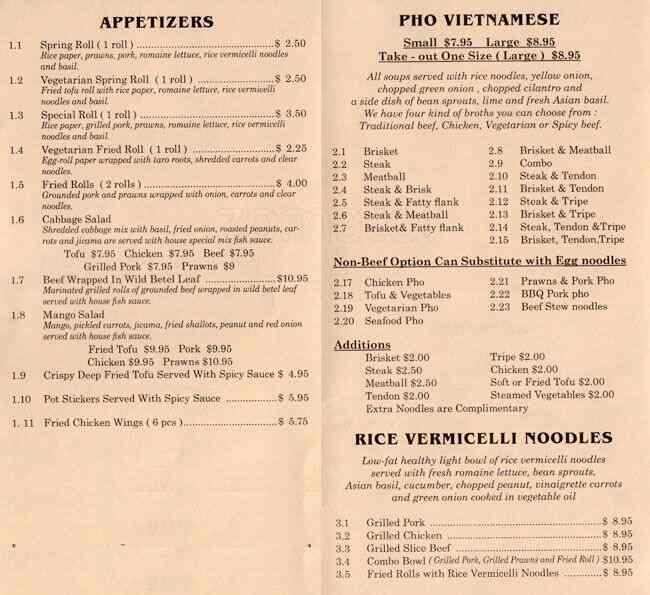 APPETIZERS
1.1 Spring Roll ( 1 roll ) ................................ $ 2.50
Rice paper, prawns, pork, romaine lettuce, rice vermicelli noodles
and basil.
1.2 Vegetarian Spring Roll ( 1 roll ) .................... $ 2.50
Fried tofu roll with rice paper, romaine lettuce, rice vermicelli
noodles and basil.
1.3 Special Roll ( 1 roll ) ............................... $ 3.50
Rice paper, grilled pork, prawns, romaine lettuce, rice vermicelli
noodles and basil.
1.4 Vegetarian Fried Roll ( 1 roll ) ..................... $ 2.25
Egg-roll paper wrapped with taro roots, shredded carrots and clear
noodles.
1.5 Fried Rolls ( 2 rolls ) ............................... $ 4.00
Grounded pork and prawns wrapped with onion, carrots and clear
noodles.
1.6 Cabbage Salad
Shredded cabbage mix with basil, fried onion, roasted peanuts, car-
rots and jicama are served with house special mix fish sauce.
Tofu $7.95 Chicken $7.95 Beef $7.95
Grilled Pork $7.95 Prawns $9
1.7 Beef Wrapped In Wild Betel Leaf ................... $10.95
Marinated grilled rolls of grounded beef wrapped in wild betel leaf
served with house fish sauce.
1.8 Mango Salad
Mango, pickled carrots, jicama, fried shallots, peanut and red onion
served with house fish sauce.
Fried Tofu $9.95 Pork $9.95
Chicken $9.95 Prawns $10.95
1.9 Crispy Deep Fried Tofu Served With Spicy Sauce $ 4.95
1.10 Pot Stickers Served With Spicy Sauce .................. $ 5.95
1. 11 Fried Chicken Wings ( 6 pcs )............................. $ 5.75
PHO VIETNAMESE
Small $7.95 Large $8.95
Take - out One Size ( Large ) $8.95
All soups served with rice noodles, yellow onion,
chopped green onion , chopped cilantro and
a side dish of bean sprouts, lime and fresh Asian basil.
We have four kind of broths you can choose from :
Traditional beef, Chicken, Vegetarian or Spicy beef.
2.1 Brisket
2.2 Steak
2.3 Meatball
2.4 Steak & Brisk
2.5 Steak & Fatty flank
2.6 Steak & Meatball
2.7 Brisket& Fatty flank
2.8 Brisket & Meatball
2.9 Combo
2.10 Steak & Tendon
2.11 Brisket & Tendon
2.12 Steak & Tripe
2.13 Brisket & Tripe
2.14 Steak, Tendon &Tripe
2.15 Brisket, Tendon,Tripe
Non-Beef Option Can Substitute with Egg noodles
2.17 Chicken Pho
2.18 Tofu & Vegetables
2.19 Vegetarian Pho
2.20 Seafood Pho
2.21 Prawns & Pork Pho
2.22 BBQ Pork pho
2.23 Beef Stew noodles
Additions
Brisket $2.00
Steak $2.50
Meatball $2.50
Tendon $2.00
Tripe $2.00
Chicken $2.00
Soft or Fried Tofu $2.00
Steamed Vegetables $2.00
Extra Noodles are Complimentary
RICE VERMICELLI NOODLES
Low-fat healthy light bowl of rice vermicelli noodles
served with fresh romaine lettuce, bean sprouts,
Asian basil, cucumber, chopped peanut, vinaigrette carrots
and green onion cooked in vegetable oil
3.1 Grilled Pork ............................................. $ 8.95
3.2 Grilled Chicken ......................................... $ 8.95
3.3 Grilled Slice Beef ....................................... $ 8.95
3.4 Combo Bowl ( Grilled Pork, Grilled Prawns and Fried Roll ) $10.95
3.5 Fried Rolls with Rice Vermicelli Noodles ............ $ 8.95